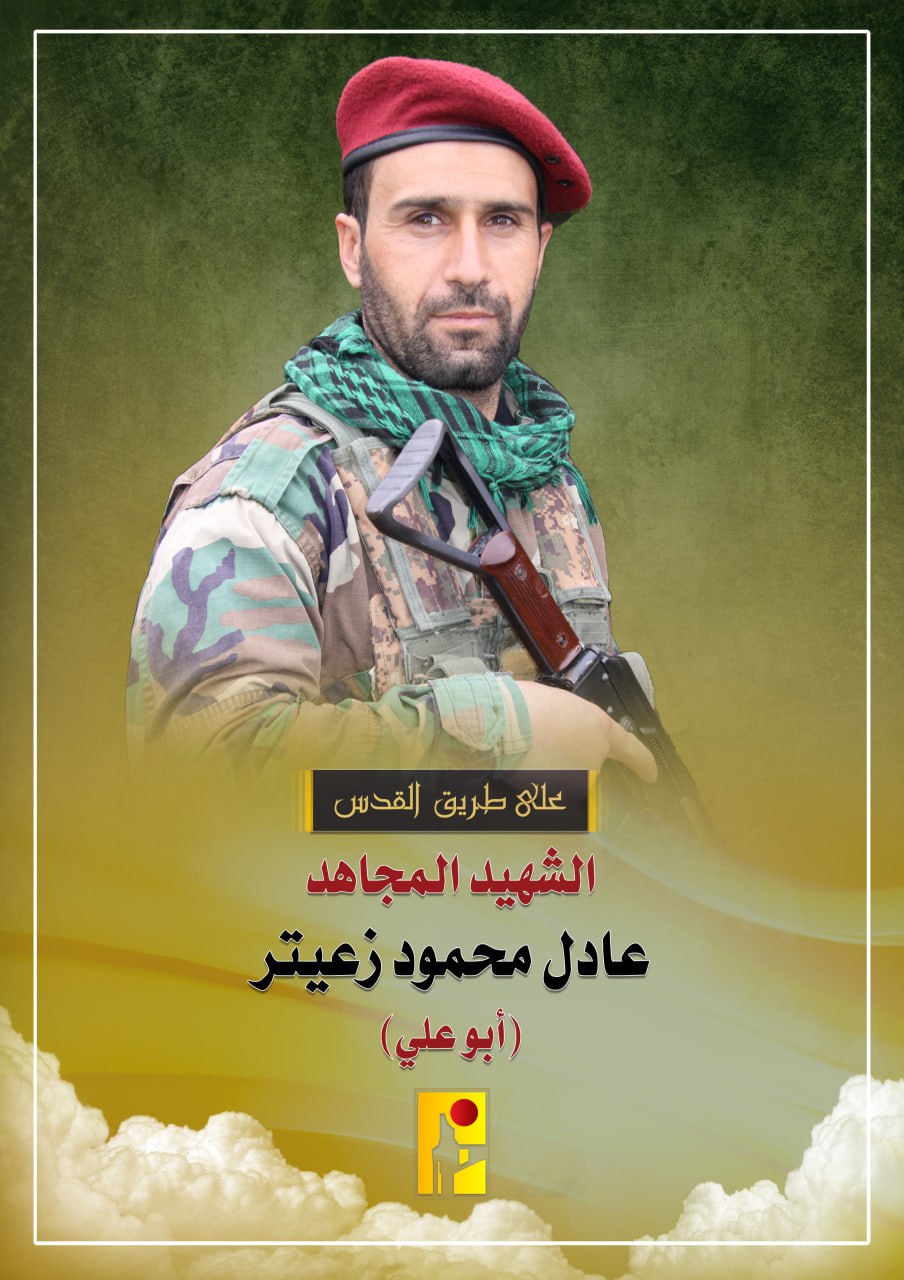 على طريق القدس
الشهيد المجاهد
عادل محمود زعيتر
(أبو علي)